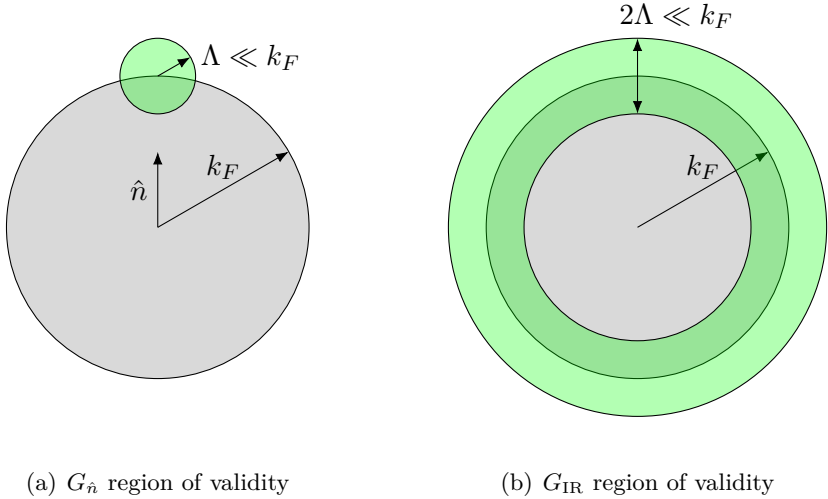 Λ ≪ k_F
k_F
n̂
(a) G_n̂ region of validity
2Λ ≪ k_F
k_F
(b) G_IR region of validity